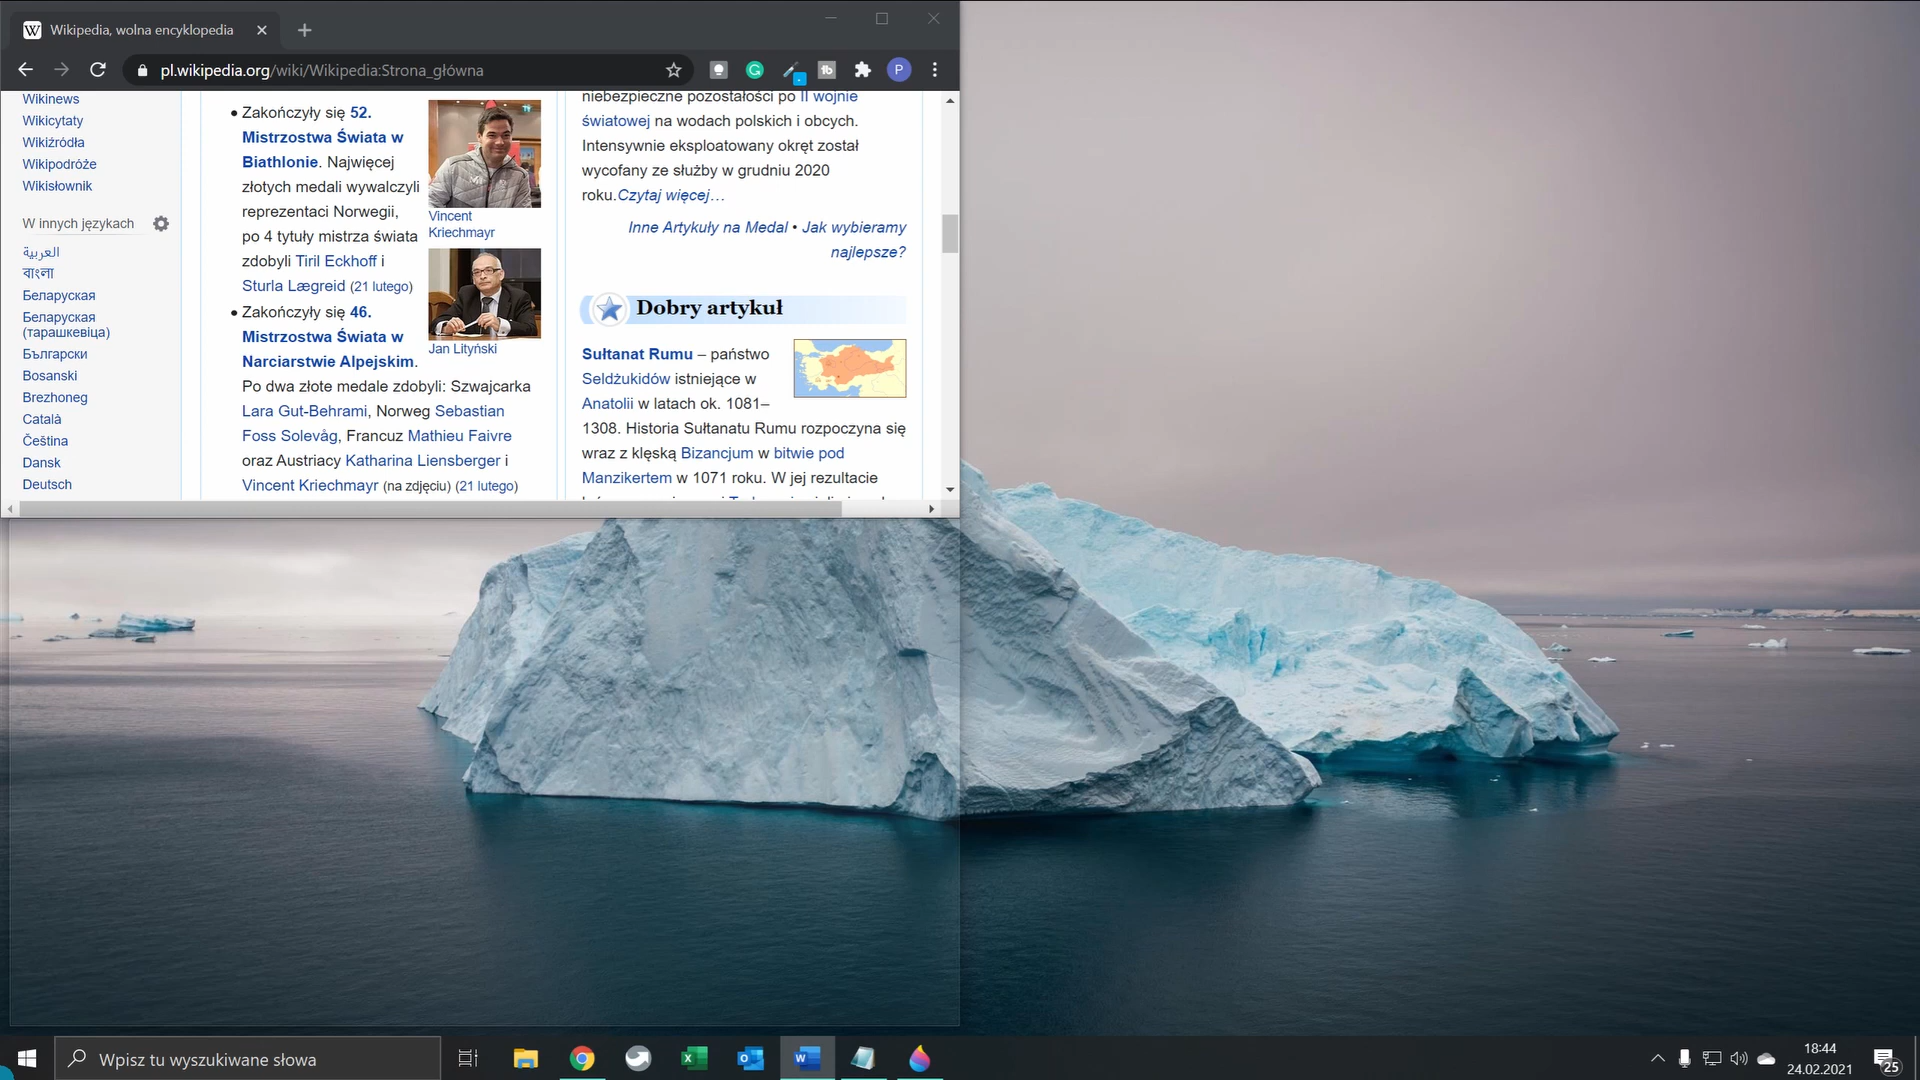 Wikipedia, wolna encyklopedia
pl.wikipedia.org/wiki/Wikipedia:Strona_główna
P
Wikinews
Wikicytaty
Wikiźródła
Wikipodróże
Wikisłownik
W innych językach
العربية
বাংলা
Беларуская
Беларуская
(тарашкевіца)
Български
Bosanski
Brezhoneg
Català
Čeština
Dansk
Deutsch
Zakończyły się 52.
Mistrzostwa Świata w
Biathlonie. Najwięcej
złotych medali wywalczyli
reprezentaci Norwegii,
po 4 tytuły mistrza świata
zdobyli Tiril Eckhoff i
Sturla Lægreid (21 lutego)
Zakończyły się 46.
Mistrzostwa Świata w
Narciarstwie Alpejskim.
Po dwa złote medale zdobyli: Szwajcarka
Lara Gut-Behrami, Norweg Sebastian
Foss Solevåg, Francuz Mathieu Faivre
oraz Austriacy Katharina Liensberger i
Vincent Kriechmayr (na zdjęciu) (21 lutego)
Vincent
Kriechmayr
Jan Lityński
niebezpieczne pozostałości po II wojnie
światowej na wodach polskich i obcych.
Intensywnie eksploatowany okręt został
wycofany ze służby w grudniu 2020
roku.Czytaj więcej…
Inne Artykuły na Medal • Jak wybieramy
najlepsze?
Dobry artykuł
Sułtanat Rumu – państwo
Seldżukidów istniejące w
Anatolii w latach ok. 1081–
1308. Historia Sułtanatu Rumu rozpoczyna się
wraz z klęską Bizancjum w bitwie pod
Manzikertem w 1071 roku. W jej rezultacie
Wpisz tu wyszukiwane słowa
18:44
24.02.2021
25